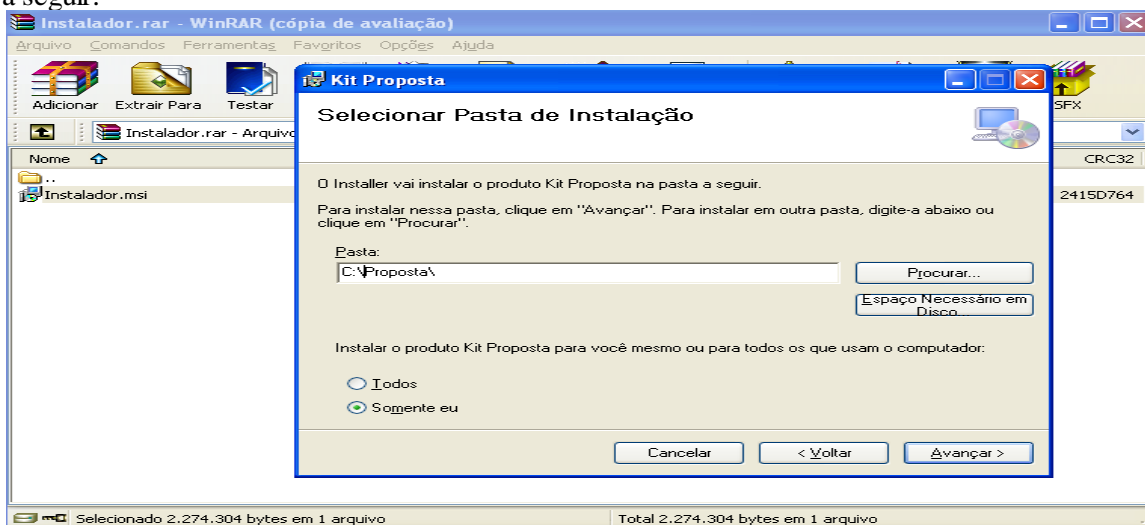 a seguir:
Instalador.rar - WinRAR (cópia de avaliação)
Arquivo Comandos Ferramentas Favoritos Opções Ajuda
Adicionar Extrair Para Testar SFX
Instalador.rar - Arquivo
Nome CRC32
..
Instalador.msi 2415D764
Kit Proposta
Selecionar Pasta de Instalação
O Installer vai instalar o produto Kit Proposta na pasta a seguir.
Para instalar nessa pasta, clique em "Avançar". Para instalar em outra pasta, digite-a abaixo ou
clique em "Procurar".
Pasta:
C:\Proposta\
Procurar...
Espaço Necessário em
Disco...
Instalar o produto Kit Proposta para você mesmo ou para todos os que usam o computador:
Todos
Somente eu
Cancelar < Voltar Avançar >
Selecionado 2.274.304 bytes em 1 arquivo Total 2.274.304 bytes em 1 arquivo